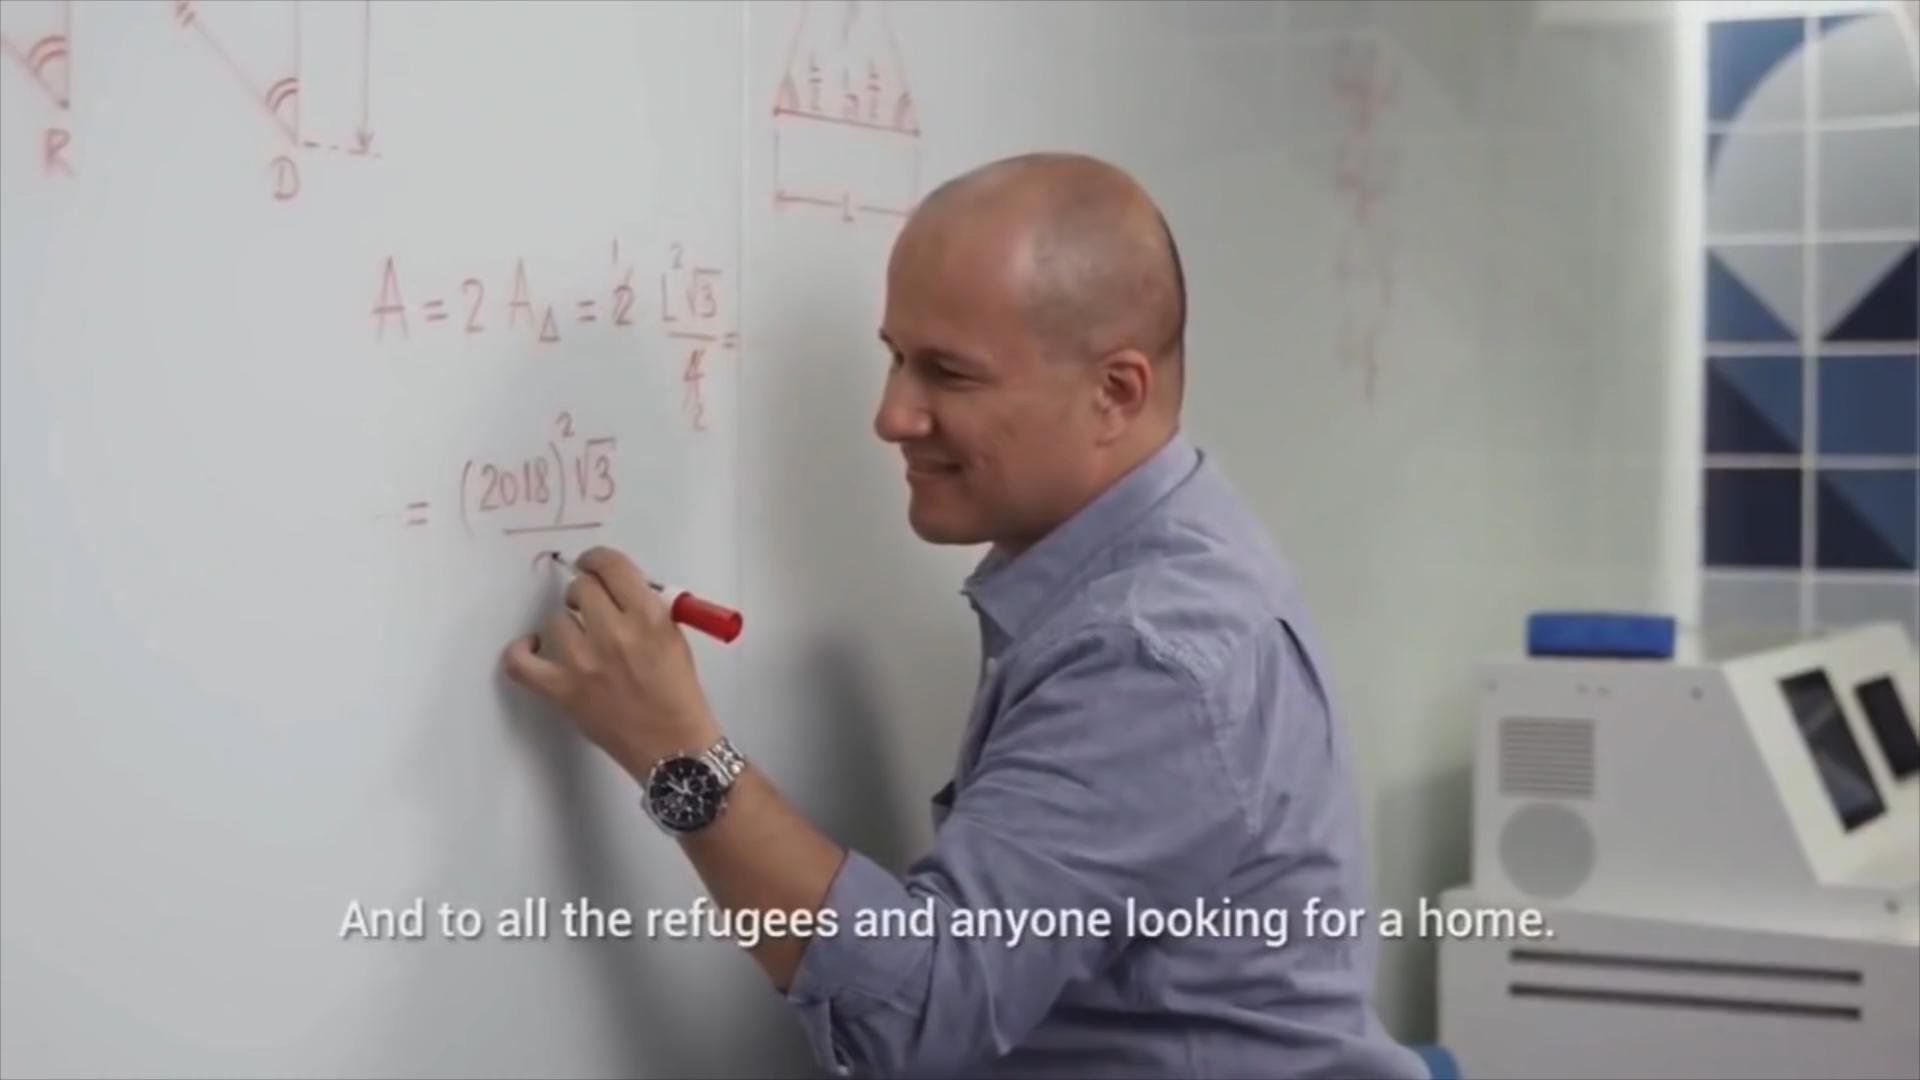 R
D
L
A = 2 A△ = 2 1 L²√3 / 4 2 =
= (2018)²√3
And to all the refugees and anyone looking for a home.